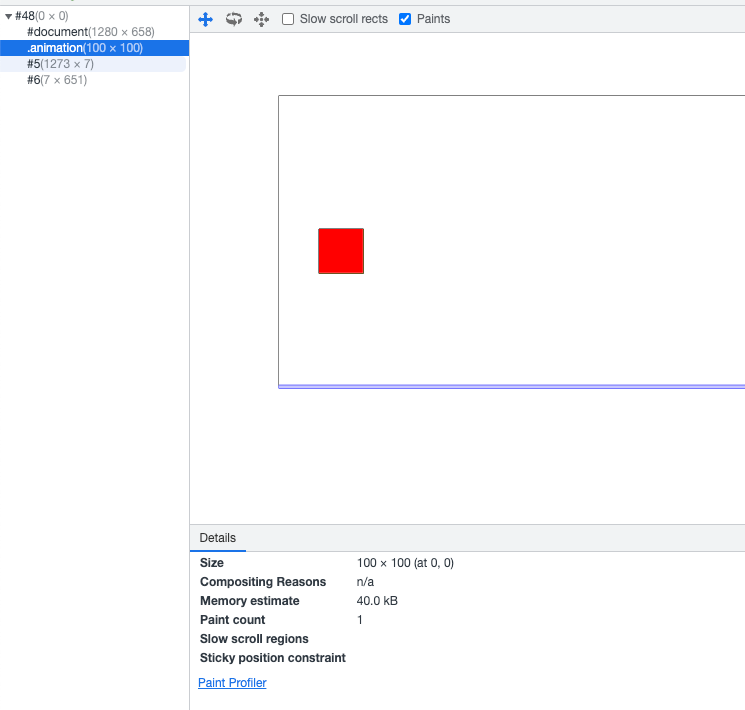 #48(0 × 0)
#document(1280 × 658)
.animation(100 × 100)
#5(1273 × 7)
#6(7 × 651)
Slow scroll rects Paints
Details
Size 100 × 100 (at 0, 0)
Compositing Reasons n/a
Memory estimate 40.0 kB
Paint count 1
Slow scroll regions
Sticky position constraint
Paint Profiler